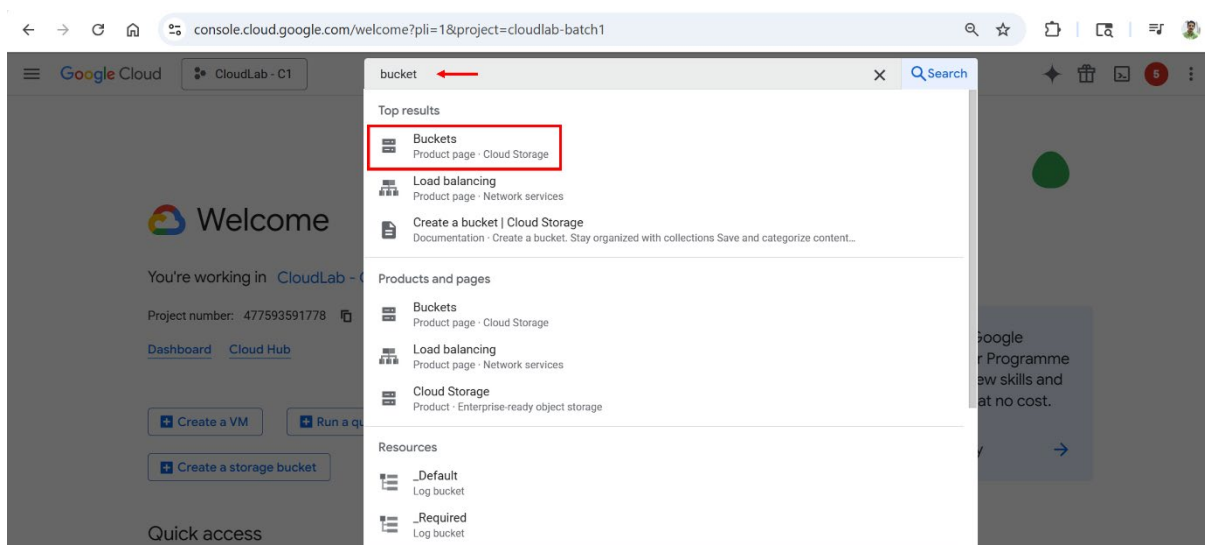 console.cloud.google.com/welcome?pli=1&project=cloudlab-batch1
Google Cloud
CloudLab - C1
bucket
Search
5
Top results
Buckets
Product page · Cloud Storage
Load balancing
Product page · Network services
Create a bucket | Cloud Storage
Documentation · Create a bucket. Stay organized with collections Save and categorize content...
Welcome
You're working in CloudLab - C
Products and pages
Buckets
Product page · Cloud Storage
Project number: 477593591778
Load balancing
Product page · Network services
Dashboard Cloud Hub
Cloud Storage
Product · Enterprise-ready object storage
Google
r Programme
ew skills and
at no cost.
Create a VM
Run a qu
Create a storage bucket
Resources
_Default
Log bucket
_Required
Log bucket
Quick access